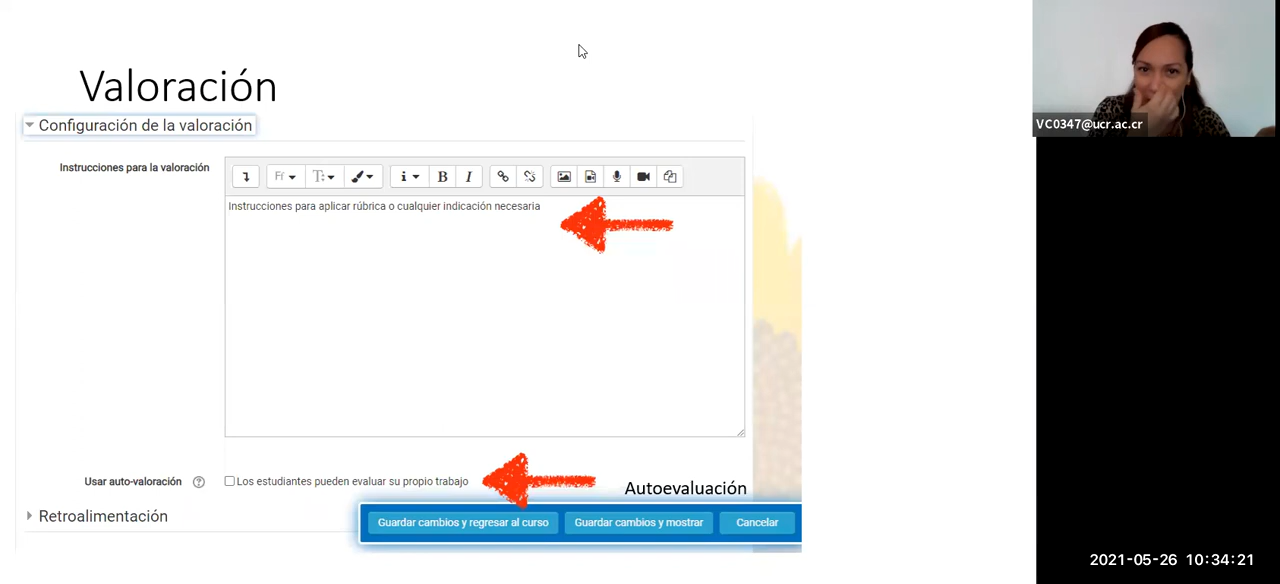 Valoración
Configuración de la valoración
Instrucciones para la valoración
Ff
T:
i
B
I
Instrucciones para aplicar rúbrica o cualquier indicación necesaria
Usar auto-valoración
?
Los estudiantes pueden evaluar su propio trabajo
Autoevaluación
Retroalimentación
Guardar cambios y regresar al curso
Guardar cambios y mostrar
Cancelar
VC0347@ucr.ac.cr
2021-05-26 10:34:21